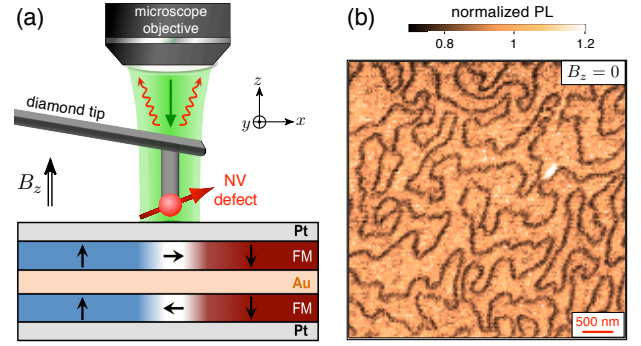 (a)
microscope
objective
diamond tip
z
y
x
B_z
NV
defect
Pt
FM
Au
FM
Pt
(b)
normalized PL
0.8 1 1.2
B_z = 0
500 nm